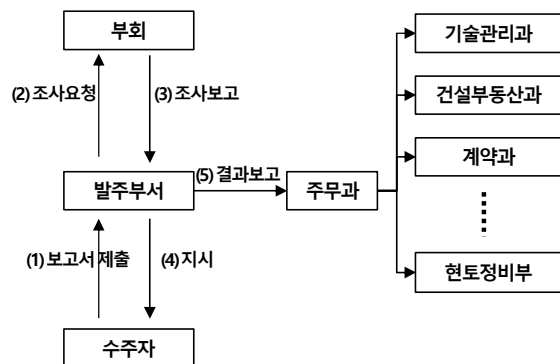 부회
기술관리과
(2) 조사요청
(3) 조사보고
건설부동산과
계약과
발주부서
(5) 결과보고
주무과
(1) 보고서 제출
(4) 지시
현토정비부
수주자